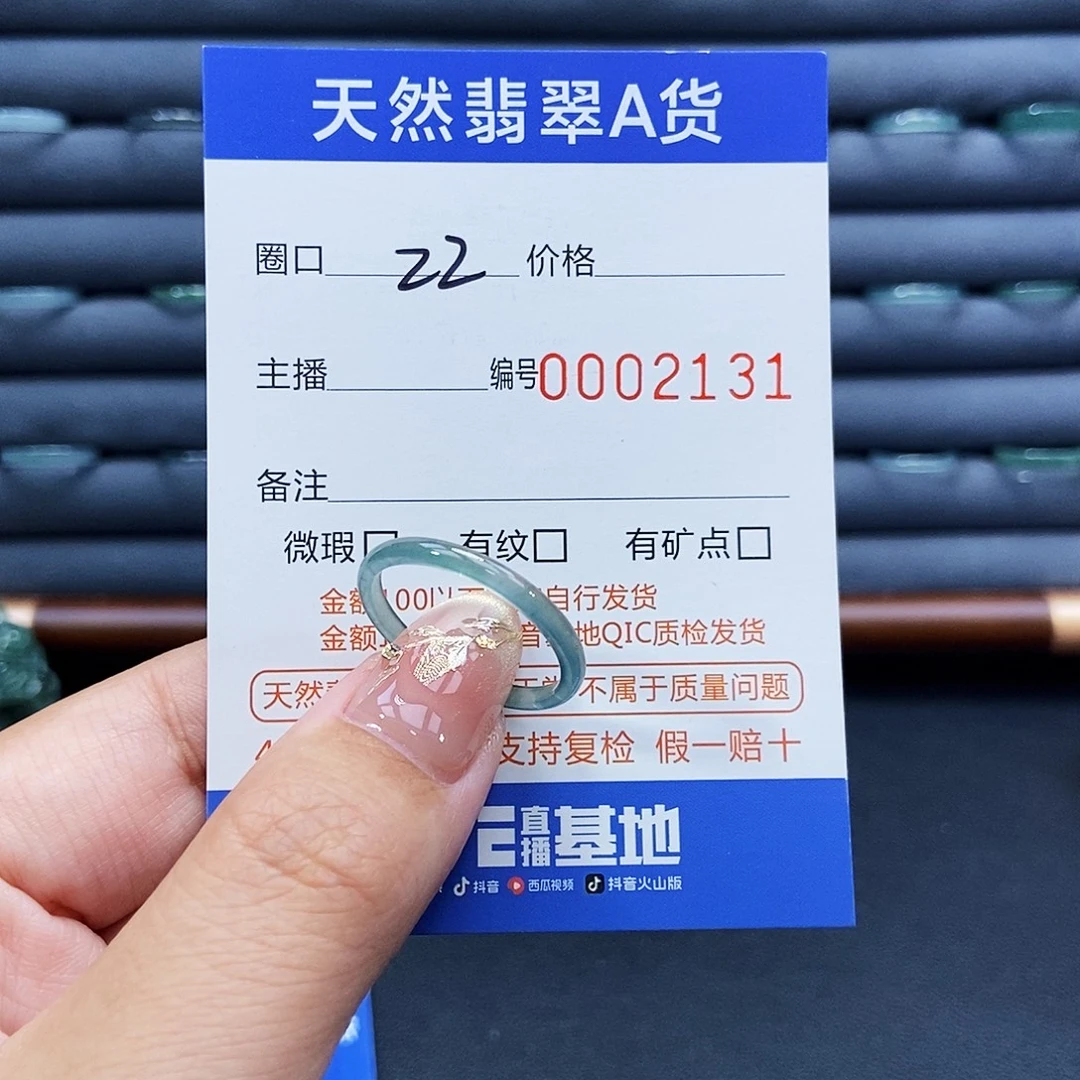 天然翡翠A货
圈口 22 价格
主播 编号0002131
备注
微瑕 有纹 有矿点
金额100以 自行发货
金额 地QIC质检发货
天然 不属于质量问题
支持复检 假一赔十
直播基地
抖音 西瓜视频 抖音火山版